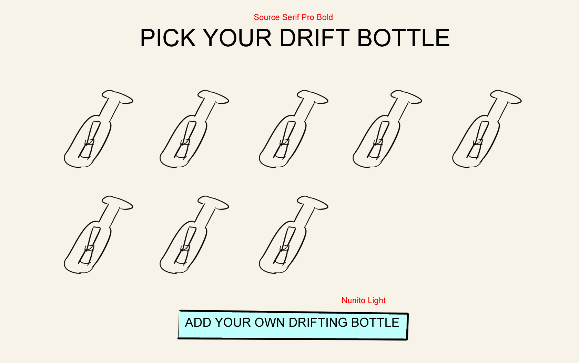 Source Serif Pro Bold
PICK YOUR DRIFT BOTTLE
Nunito Light
ADD YOUR OWN DRIFTING BOTTLE